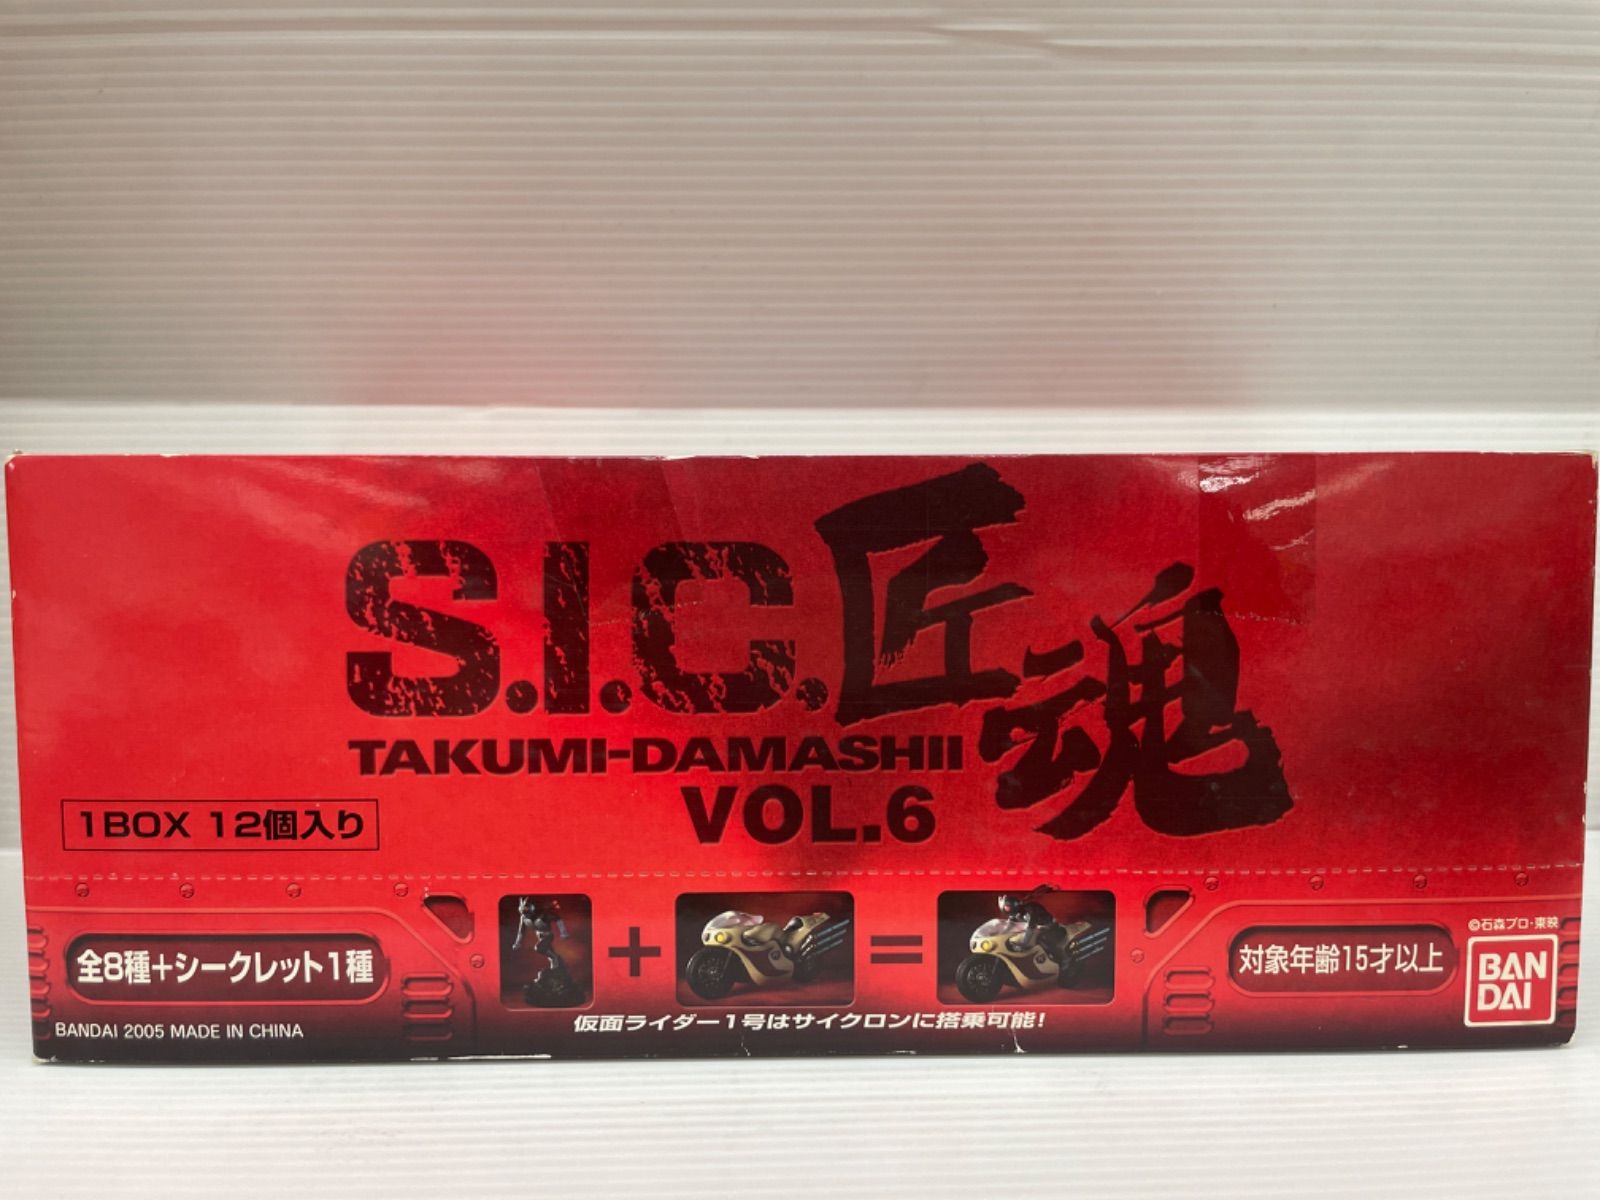 S.I.C.匠魂
TAKUMI-DAMASHII
VOL.6
1BOX 12個入り
全8種+シークレット1種
+
=
対象年齢15才以上
©石森プロ・東映
BANDAI
BANDAI 2005 MADE IN CHINA
仮面ライダー1号はサイクロンに搭乗可能!